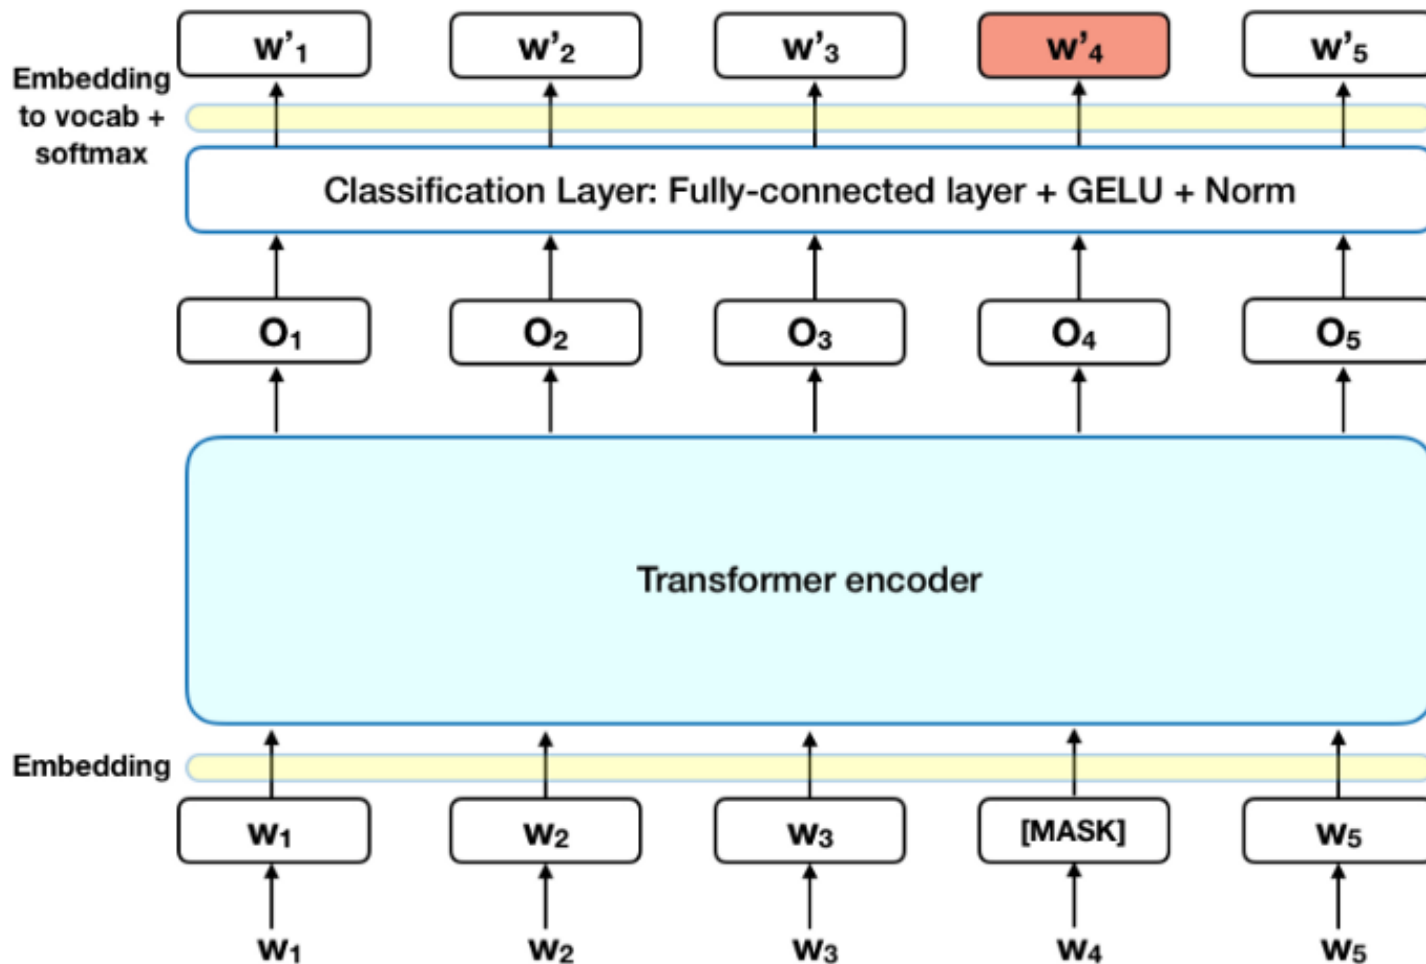 w'₁ w'₂ w'₃ w'₄ w'₅
Embedding
to vocab +
softmax
Classification Layer: Fully-connected layer + GELU + Norm
O₁ O₂ O₃ O₄ O₅
Transformer encoder
Embedding
w₁ w₂ w₃ [MASK] w₅
w₁ w₂ w₃ w₄ w₅